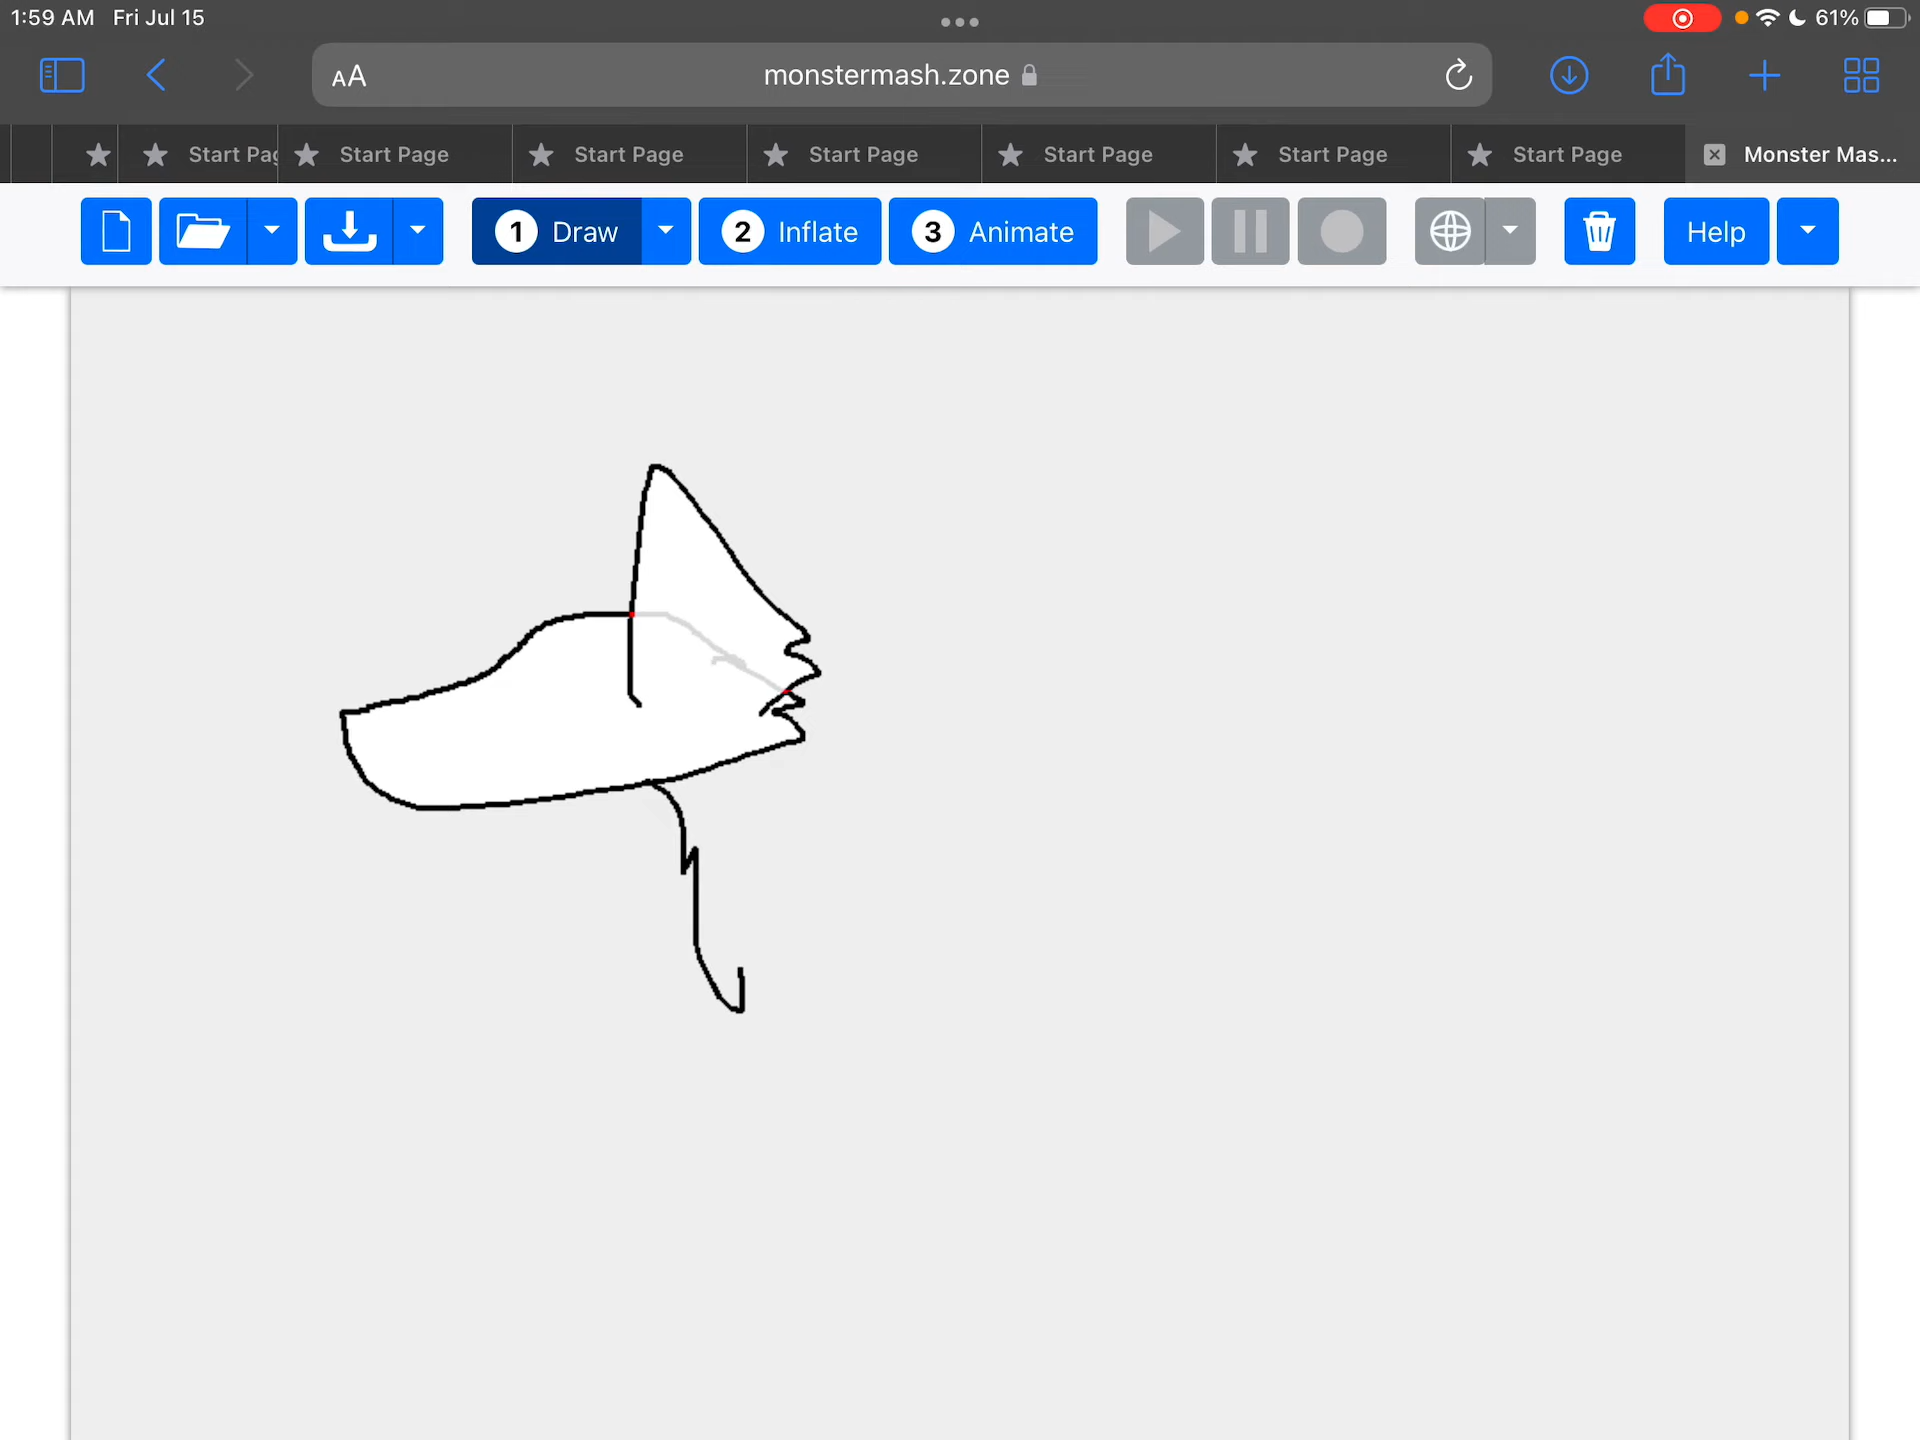 1:59 AM Fri Jul 15 61%
AA monstermash.zone
Start Pag Start Page Start Page Start Page Start Page Start Page Start Page Monster Mas...
1 Draw 2 Inflate 3 Animate Help